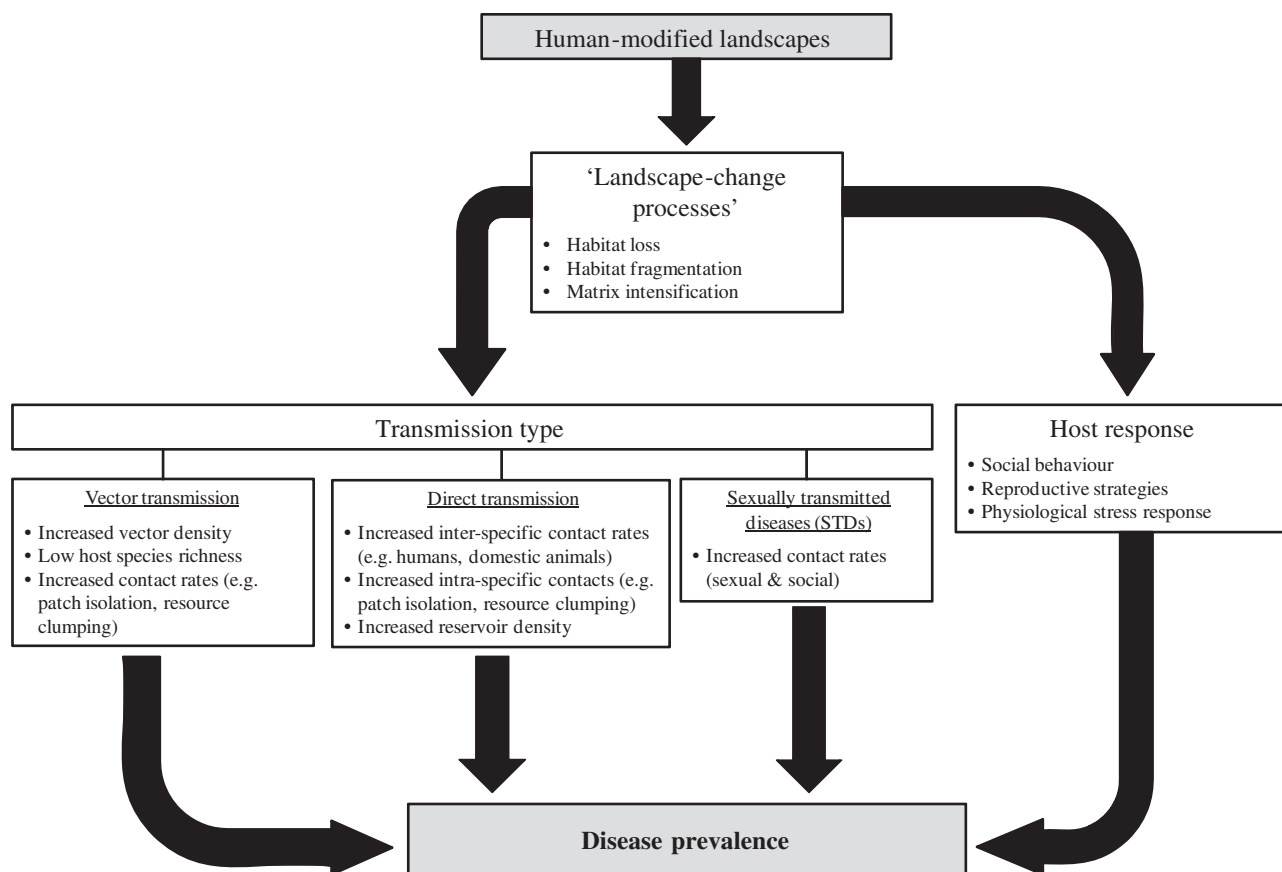 Human-modified landscapes
‘Landscape-change
processes’
• Habitat loss
• Habitat fragmentation
• Matrix intensification
Transmission type
Vector transmission
• Increased vector density
• Low host species richness
• Increased contact rates (e.g.
patch isolation, resource
clumping)
Direct transmission
• Increased inter-specific contact rates
(e.g. humans, domestic animals)
• Increased intra-specific contacts (e.g.
patch isolation, resource clumping)
• Increased reservoir density
Sexually transmitted
diseases (STDs)
• Increased contact rates
(sexual & social)
Host response
• Social behaviour
• Reproductive strategies
• Physiological stress response
Disease prevalence